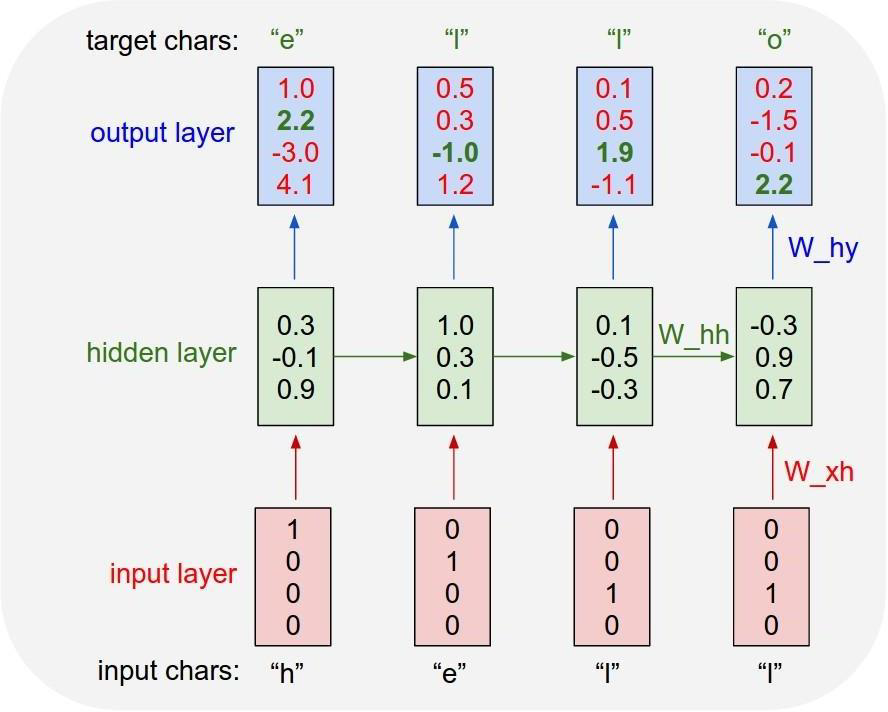 target chars: “e” “l” “l” “o”
1.0 0.5 0.1 0.2
2.2 0.3 0.5 -1.5
output layer
-3.0 -1.0 1.9 -0.1
4.1 1.2 -1.1 2.2
W_hy
0.3 1.0 0.1 -0.3
W_hh
hidden layer -0.1 0.3 -0.5 0.9
0.9 0.1 -0.3 0.7
W_xh
1 0 0 0
0 1 0 0
input layer
0 0 1 1
0 0 0 0
input chars: “h” “e” “l” “l”